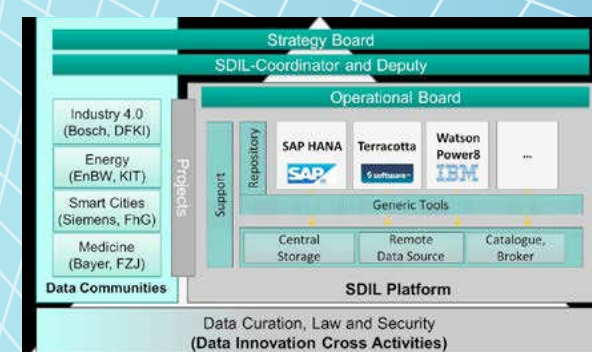 Strategy Board
SDIL-Coordinator and Deputy
Operational Board
Industry 4.0
(Bosch, DFKI)
Energy
(EnBW, KIT)
Smart Cities
(Siemens, FhG)
Medicine
(Bayer, FZJ)
Data Communities
Projects
Support
Repository
SAP HANA
SAP
Terracotta
software
Watson
Power8
IBM
...
Generic Tools
Central
Storage
Remote
Data Source
Catalogue,
Broker
SDIL Platform
Data Curation, Law and Security
(Data Innovation Cross Activities)